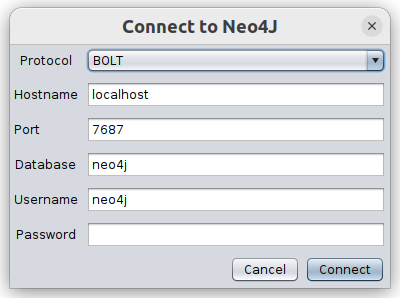 Connect to Neo4J
Protocol BOLT
Hostname localhost
Port 7687
Database neo4j
Username neo4j
Password
Cancel Connect